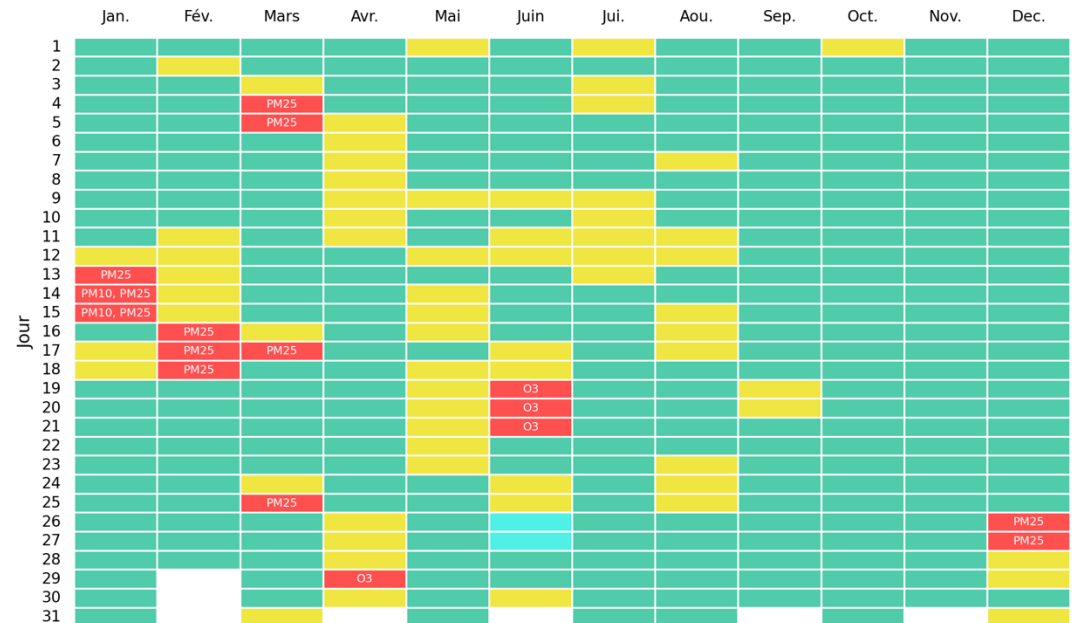 Jan. Fév. Mars Avr. Mai Juin Jui. Aou. Sep. Oct. Nov. Dec.
Jour
1
2
3
4 PM25
5 PM25
6
7
8
9
10
11
12
13 PM25
14 PM10, PM25
15 PM10, PM25
16 PM25
17 PM25 PM25
18 PM25
19 O3
20 O3
21 O3
22
23
24
25 PM25
26 PM25
27 PM25
28
29 O3
30
31